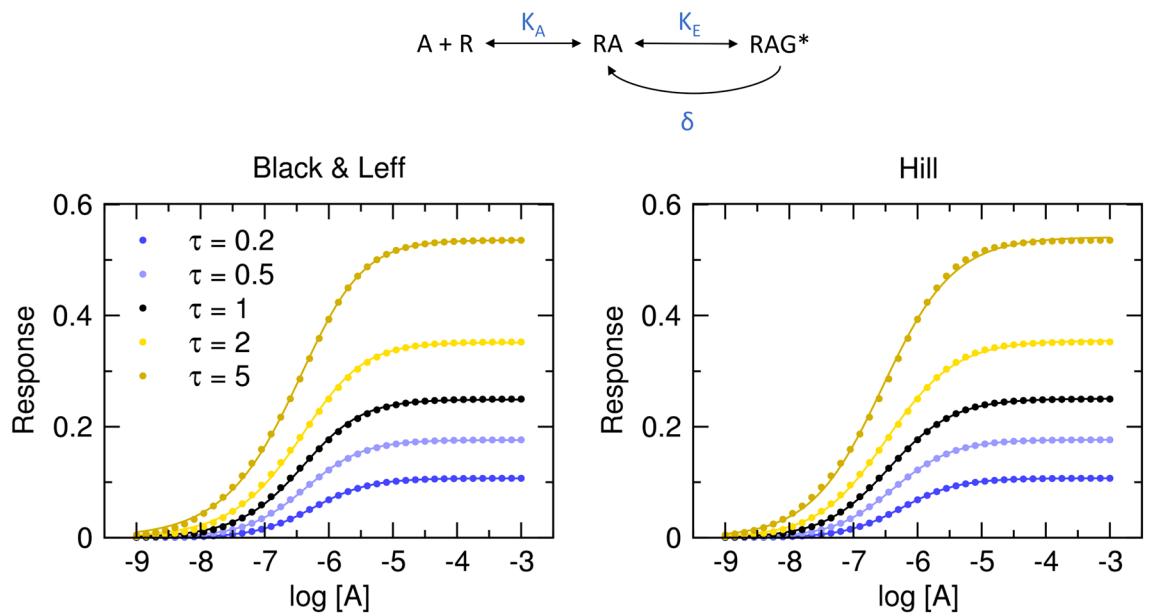 K_A K_E
A + R RA RAG*
δ
Black & Leff Hill
0.6 0.6
τ = 0.2
τ = 0.5
0.4 τ = 1 0.4
τ = 2
τ = 5
Response Response
0.2 0.2
0 0
-9 -8 -7 -6 -5 -4 -3 -9 -8 -7 -6 -5 -4 -3
log [A] log [A]